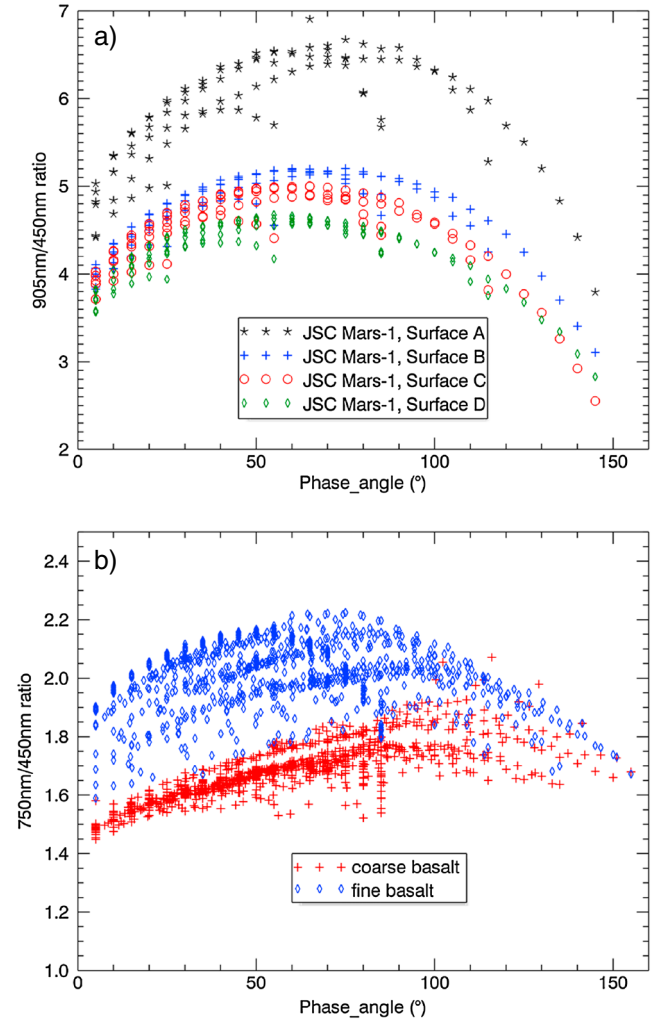 a)
7
6
5
4
3
2
905nm/450nm ratio
JSC Mars-1, Surface A
JSC Mars-1, Surface B
JSC Mars-1, Surface C
JSC Mars-1, Surface D
0
50
100
150
Phase_angle (°)
b)
2.4
2.2
2.0
1.8
1.6
1.4
1.2
1.0
750nm/450nm ratio
coarse basalt
fine basalt
0
50
100
150
Phase_angle (°)